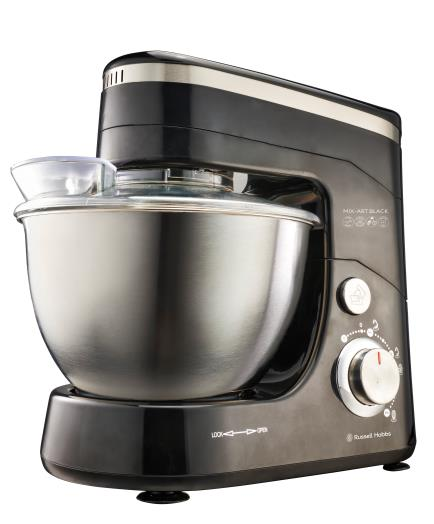 MIX-ART BLACK
LOCK OPEN
Russell Hobbs